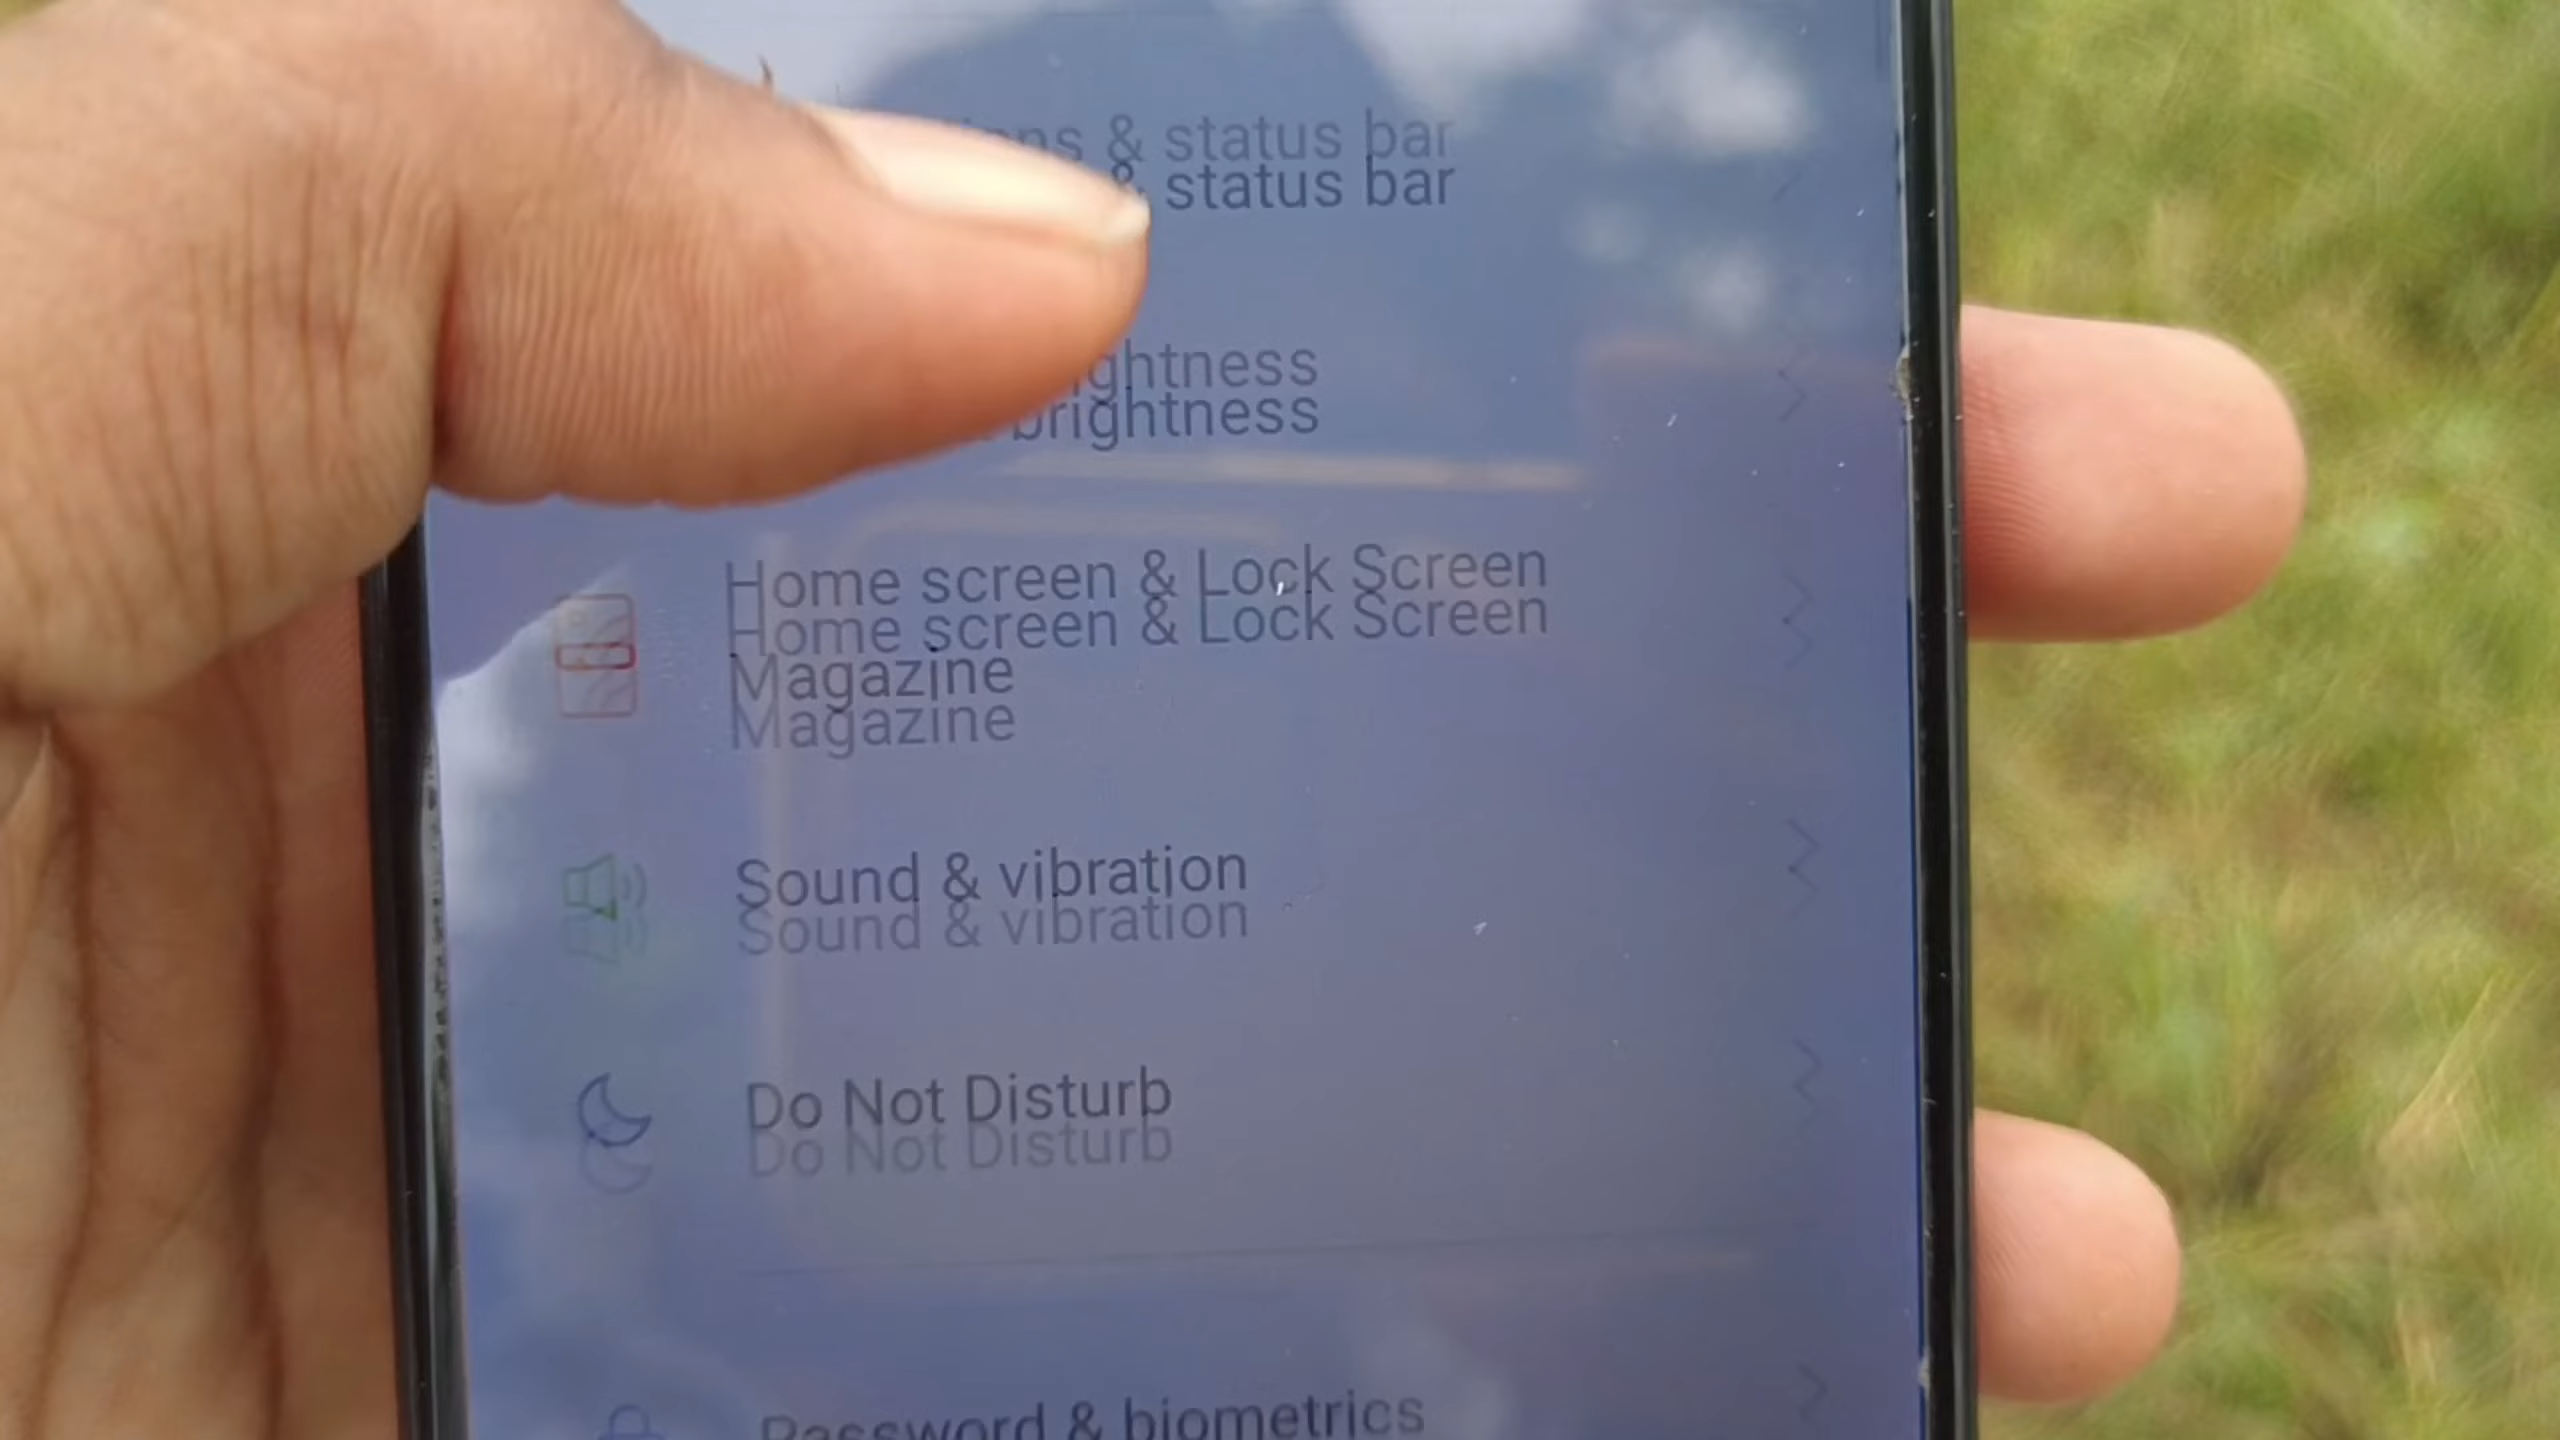 & status bar
brightness
Home screen & Lock Screen
Magazine
Sound & vibration
Do Not Disturb
Password & biometrics